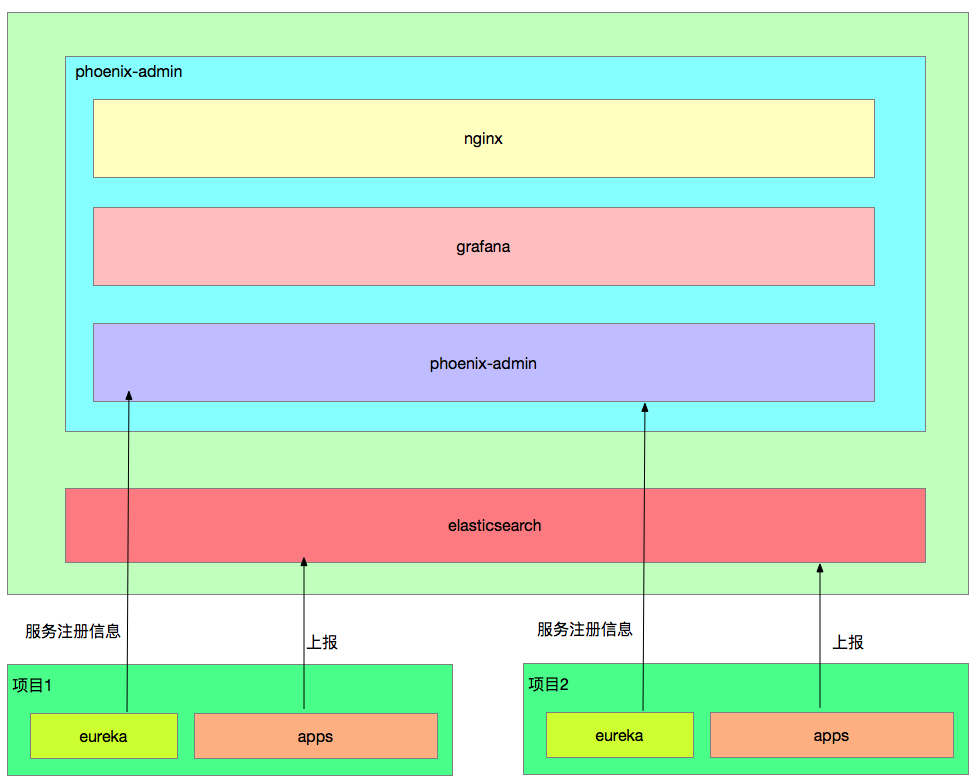 phoenix-admin
nginx
grafana
phoenix-admin
elasticsearch
服务注册信息
上报
服务注册信息
上报
项目1
eureka
apps
项目2
eureka
apps